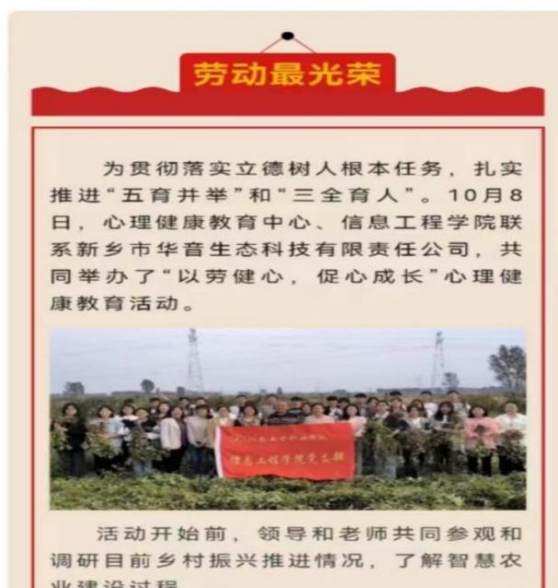 劳动最光荣
为贯彻落实立德树人根本任务，扎实
推进“五育并举”和“三全育人”。10月8
日，心理健康教育中心、信息工程学院联
系新乡市华音生态科技有限责任公司，共
同举办了“以劳健心，促心成长”心理健
康教育活动。
信息工程学院党支部
活动开始前，领导和老师共同参观和
调研目前乡村振兴推进情况，了解智慧农
业建设过程